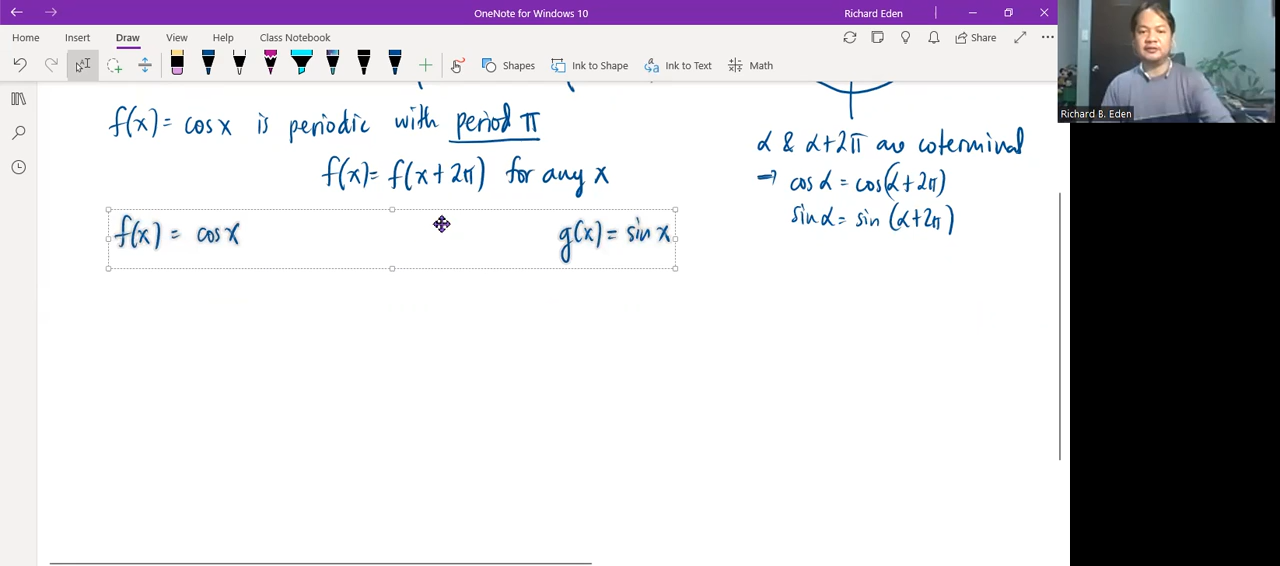 OneNote for Windows 10
Richard Eden
Home Insert Draw View Help Class Notebook
Share
Shapes Ink to Shape Ink to Text Math
Richard B. Eden
f(x) = cos x is periodic with period π
f(x) = f(x + 2π) for any x
f(x) = cos x
g(x) = sin x
α & α+2π are coterminal
→ cos α = cos(α+2π)
sin α = sin (α+2π)